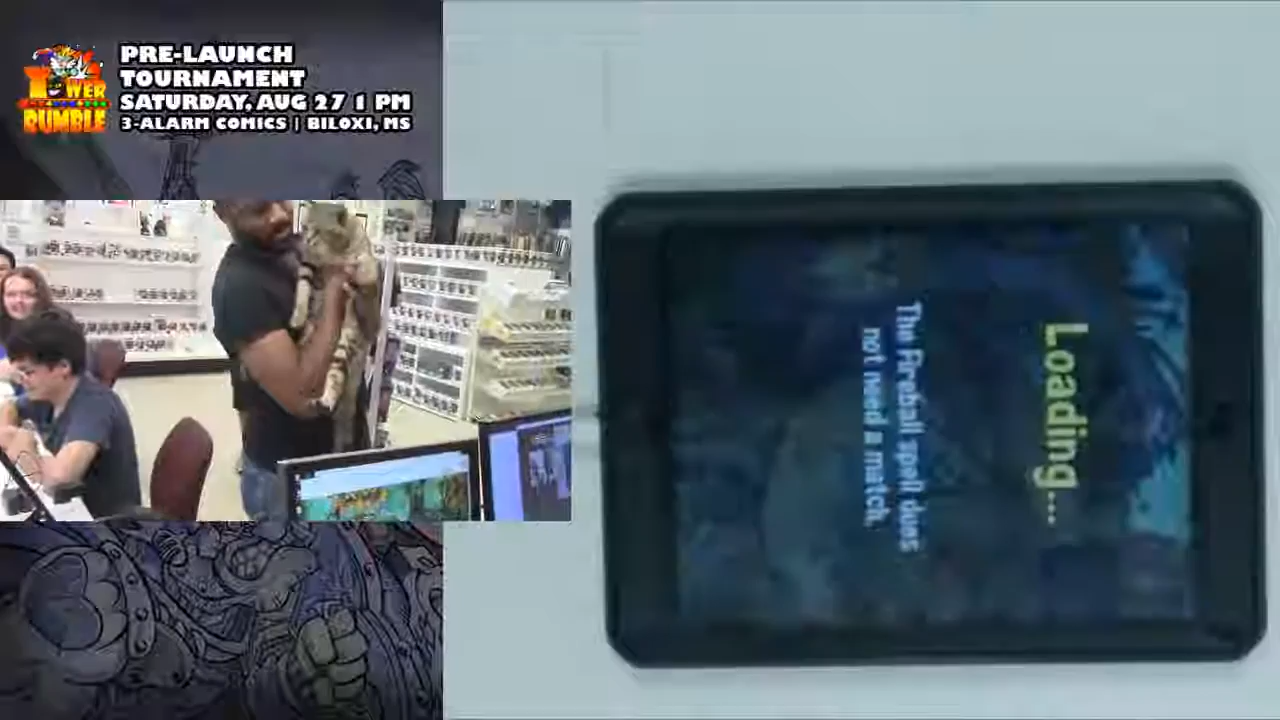 TOWER
RUMBLE
PRE-LAUNCH
TOURNAMENT
SATURDAY, AUG 27 1 PM
3-ALARM COMICS | BILOXI, MS
Loading...
The Fireball spell does
not need a match.